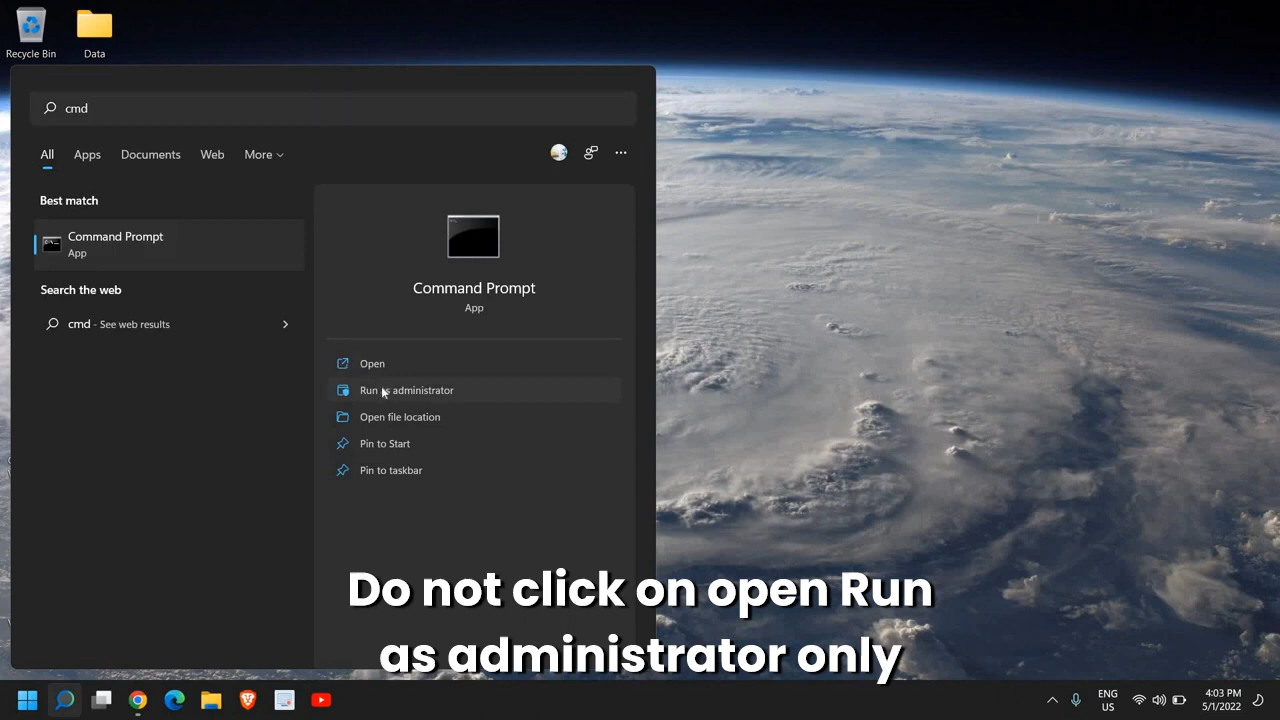 Recycle Bin
Data
cmd
All Apps Documents Web More
Best match
Command Prompt
App
Search the web
cmd - See web results
Command Prompt
App
Open
Run as administrator
Open file location
Pin to Start
Pin to taskbar
Do not click on open Run
as administrator only
ENG
US
4:03 PM
5/1/2022